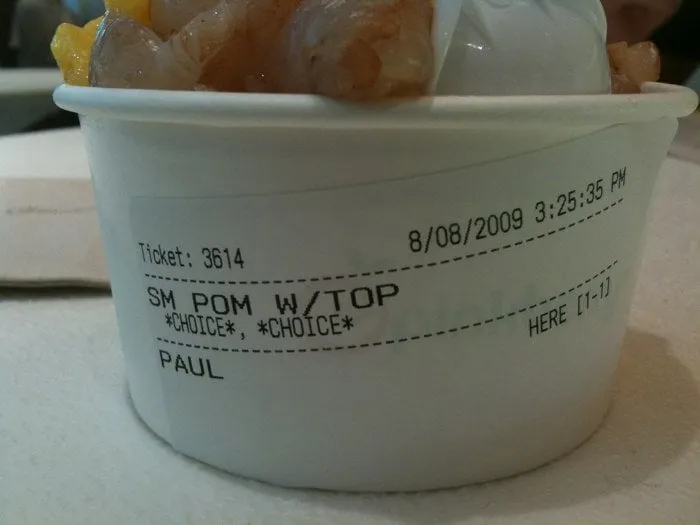 Ticket: 3614 8/08/2009 3:25:35 PM
SM POM W/TOP
*CHOICE*, *CHOICE*
HERE [1-1]
PAUL